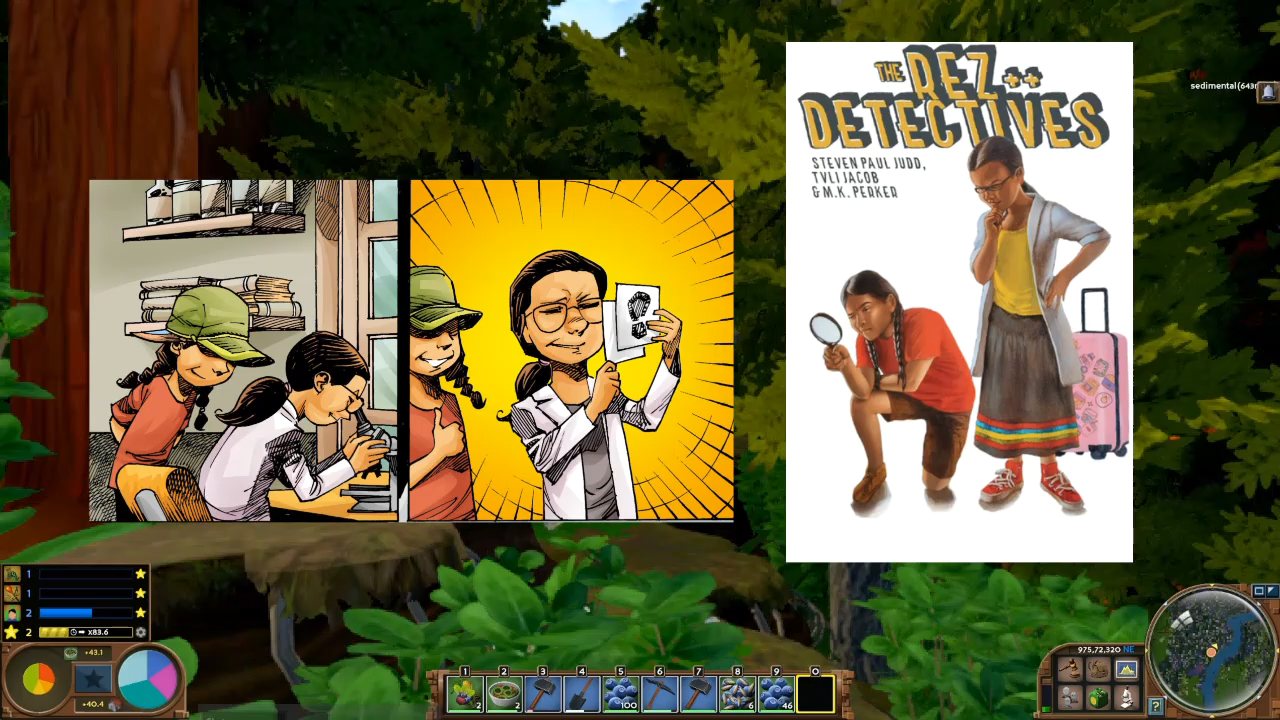 THE REZ
DETECTIVES
STEVEN PAUL JUDD,
TVLI JACOB
& M.K. PERKER
1
1
2
2 X83.6
+43.1
+40.4
1 2 3 4 5 6 7 8 9 0
2 2 100 6 46
975,72,320 NE
?